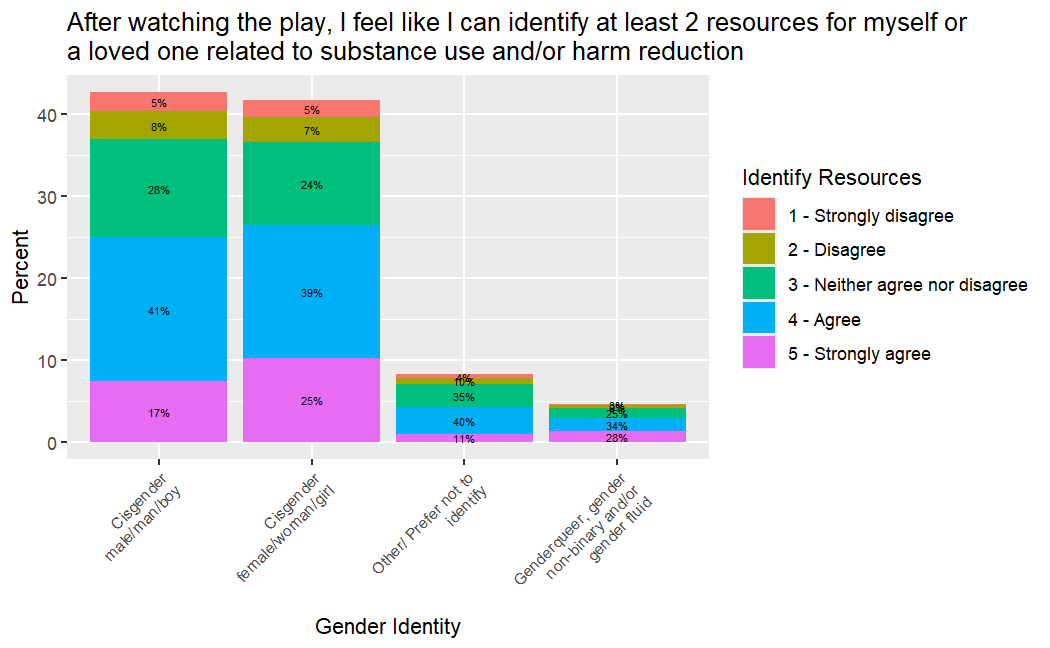 After watching the play, I feel like I can identify at least 2 resources for myself or
a loved one related to substance use and/or harm reduction
Percent
40
30
20
10
0
5%
8%
28%
41%
17%
5%
7%
24%
39%
25%
4%
10%
35%
40%
11%
25%
34%
28%
Cisgender
male/man/boy
Cisgender
female/woman/girl
Other/ Prefer not to
identify
Genderqueer, gender
non-binary and/or
gender fluid
Gender Identity
Identify Resources
1 - Strongly disagree
2 - Disagree
3 - Neither agree nor disagree
4 - Agree
5 - Strongly agree